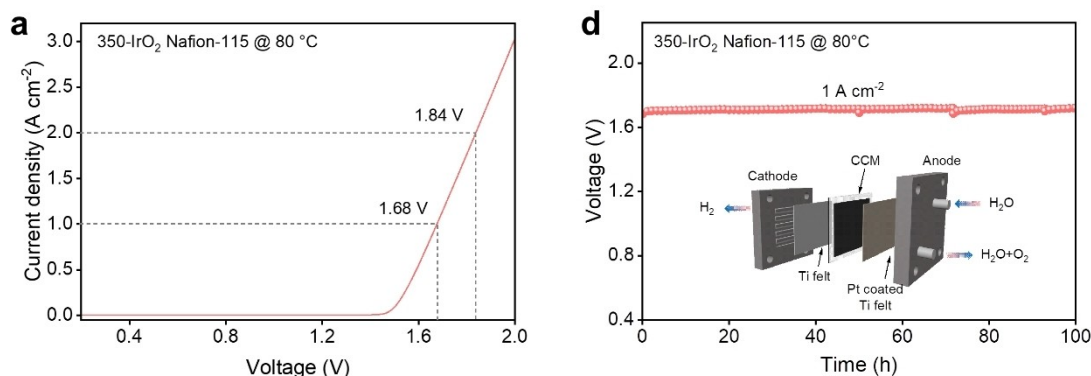 a
350-IrO₂ Nafion-115 @ 80 °C
Current density (A cm⁻²)
3.0
2.5
2.0
1.5
1.0
0.5
0.0
1.84 V
1.68 V
0.4
0.8
1.2
1.6
2.0
Voltage (V)
d
350-IrO₂ Nafion-115 @ 80°C
Voltage (V)
2.0
1.6
1.2
0.8
0.4
1 A cm⁻²
CCM
Cathode
Anode
H₂
H₂O
H₂O+O₂
Ti felt
Pt coated
Ti felt
0
20
40
60
80
100
Time (h)